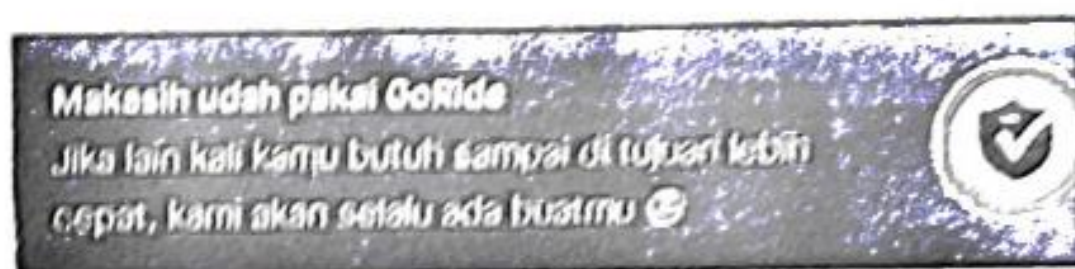 Makasih udah pakai GoRide
Jika lain kali kamu butuh sampai di tujuan lebih
cepat, kami akan selalu ada buatmu 😉